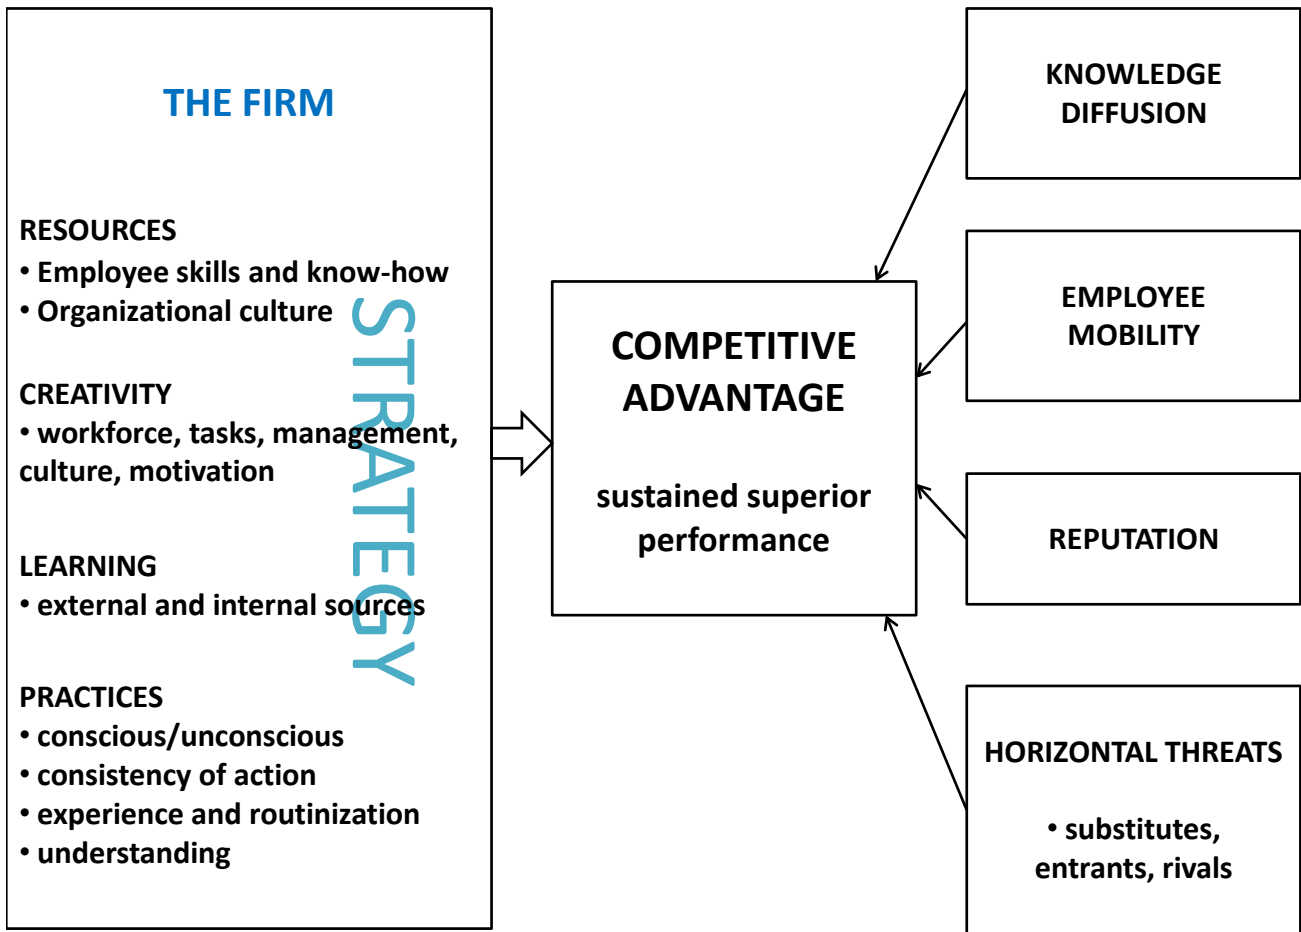 THE FIRM
RESOURCES
• Employee skills and know-how
• Organizational culture
CREATIVITY
• workforce, tasks, management,
culture, motivation
LEARNING
• external and internal sources
PRACTICES
• conscious/unconscious
• consistency of action
• experience and routinization
• understanding
STRATEGY
COMPETITIVE
ADVANTAGE
sustained superior
performance
KNOWLEDGE
DIFFUSION
EMPLOYEE
MOBILITY
REPUTATION
HORIZONTAL THREATS
• substitutes,
entrants, rivals